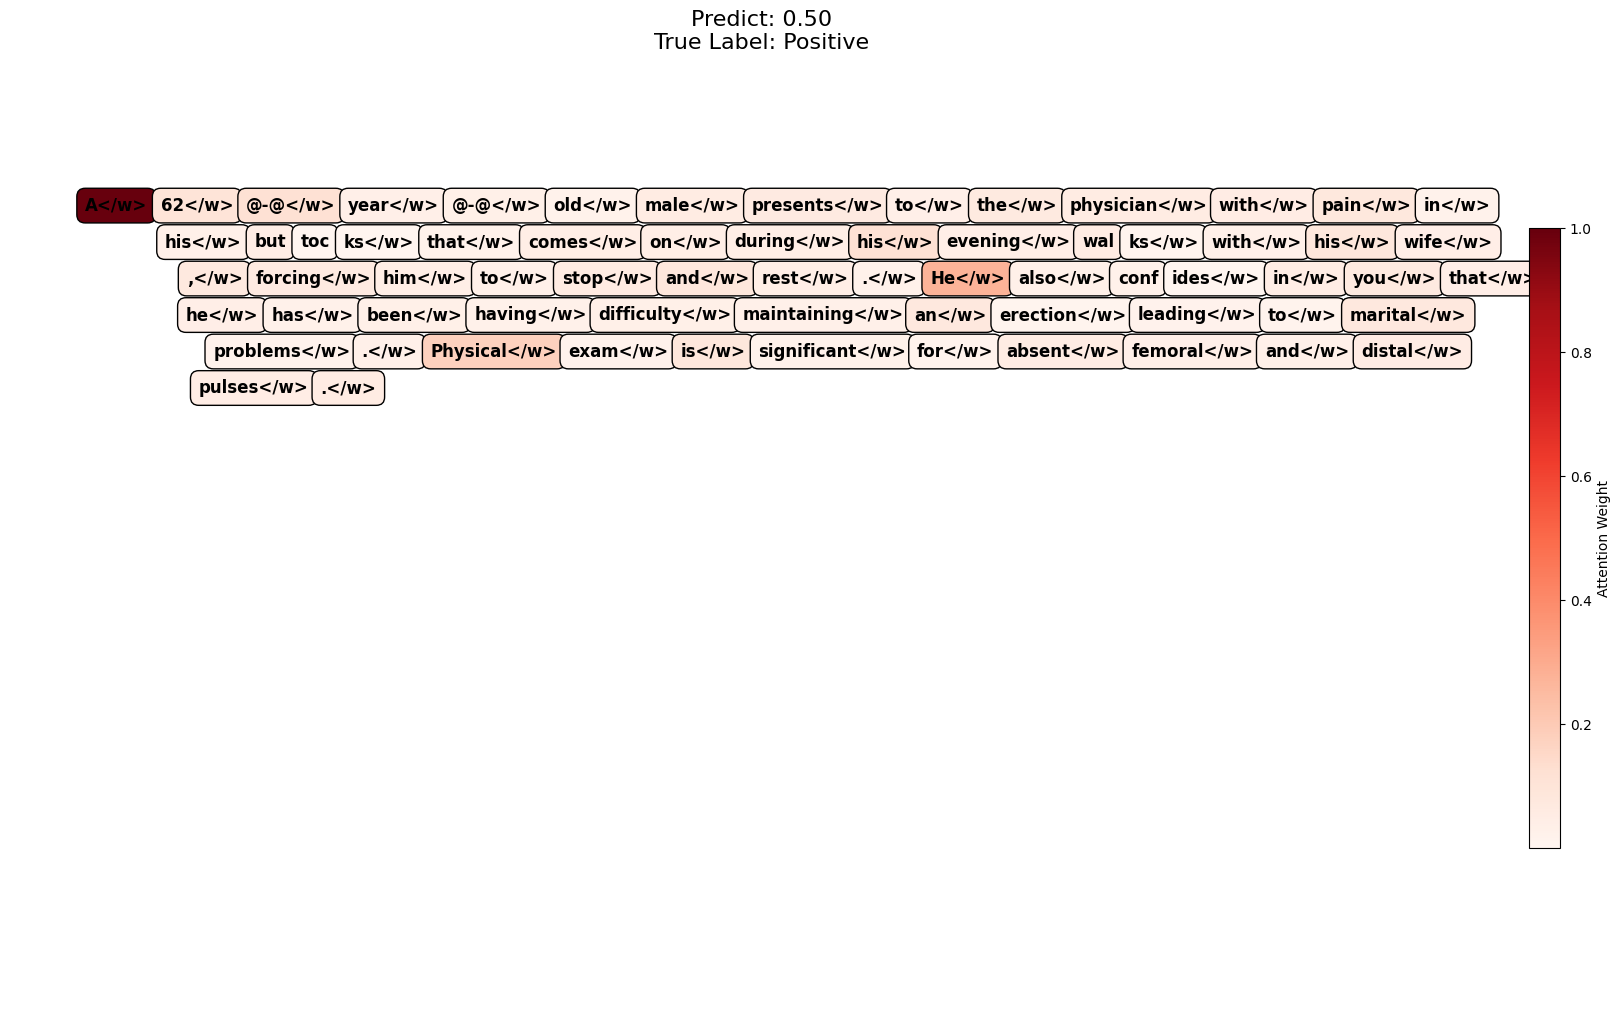 Predict: 0.50
True Label: Positive
A</w> 62</w> @-@</w> year</w> @-@</w> old</w> male</w> presents</w> to</w> the</w> physician</w> with</w> pain</w> in</w>
his</w> but toc ks</w> that</w> comes</w> on</w> during</w> his</w> evening</w> wal ks</w> with</w> his</w> wife</w>
,</w> forcing</w> him</w> to</w> stop</w> and</w> rest</w> .</w> He</w> also</w> conf ides</w> in</w> you</w> that</w>
he</w> has</w> been</w> having</w> difficulty</w> maintaining</w> an</w> erection</w> leading</w> to</w> marital</w>
problems</w> .</w> Physical</w> exam</w> is</w> significant</w> for</w> absent</w> femoral</w> and</w> distal</w>
pulses</w> .</w>
1.0
0.8
0.6
0.4
0.2
Attention Weight